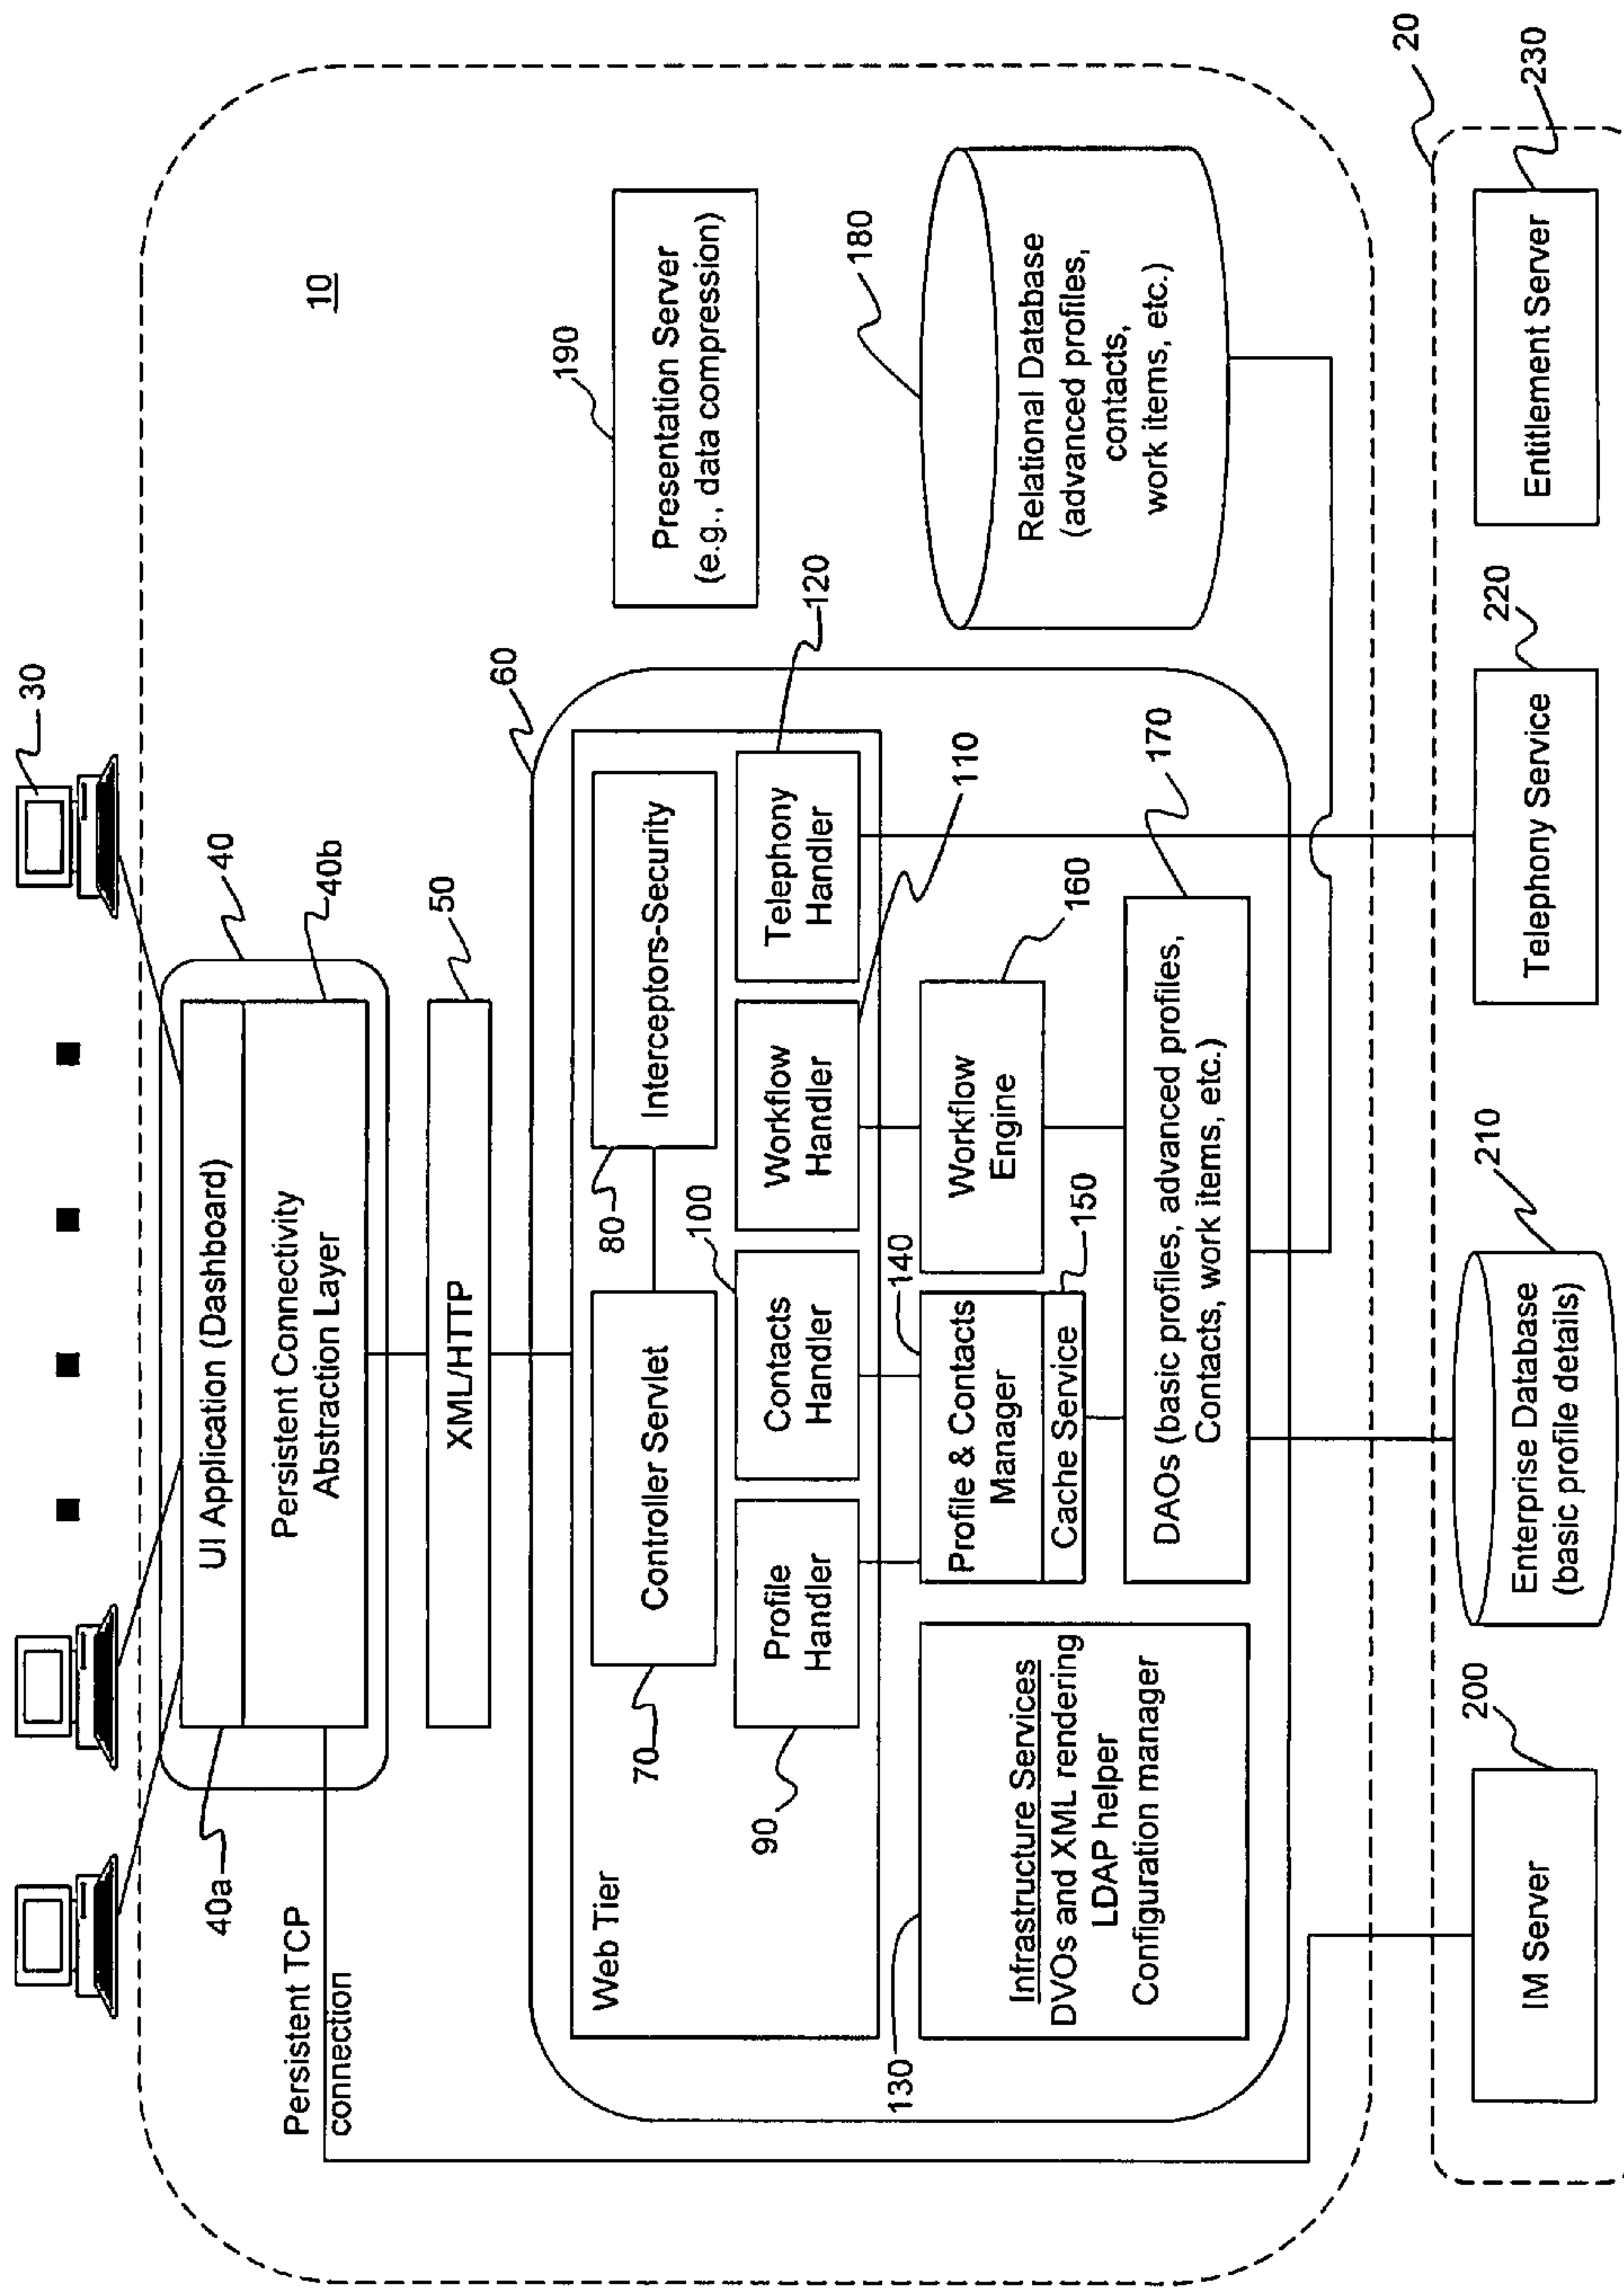 30
40
UI Application (Dashboard)
40a
40b
Persistent Connectivity
Abstraction Layer
Persistent TCP
connection
10
XML/HTTP
50
60
Web Tier
Controller Servlet
70
Interceptors-Security
80
Profile
Handler
90
Contacts
Handler
100
Workflow
Handler
110
Telephony
Handler
120
Presentation Server
(e.g., data compression)
190
Infrastructure Services
DVOs and XML rendering
LDAP helper
Configuration manager
130
Profile & Contacts
Manager
140
Cache Service
150
Workflow
Engine
160
DAOs (basic profiles, advanced profiles,
Contacts, work items, etc.)
170
Relational Database
(advanced profiles,
contacts,
work items, etc.)
180
20
IM Server
200
Enterprise Database
(basic profile details)
210
Telephony Service
220
Entitlement Server
230